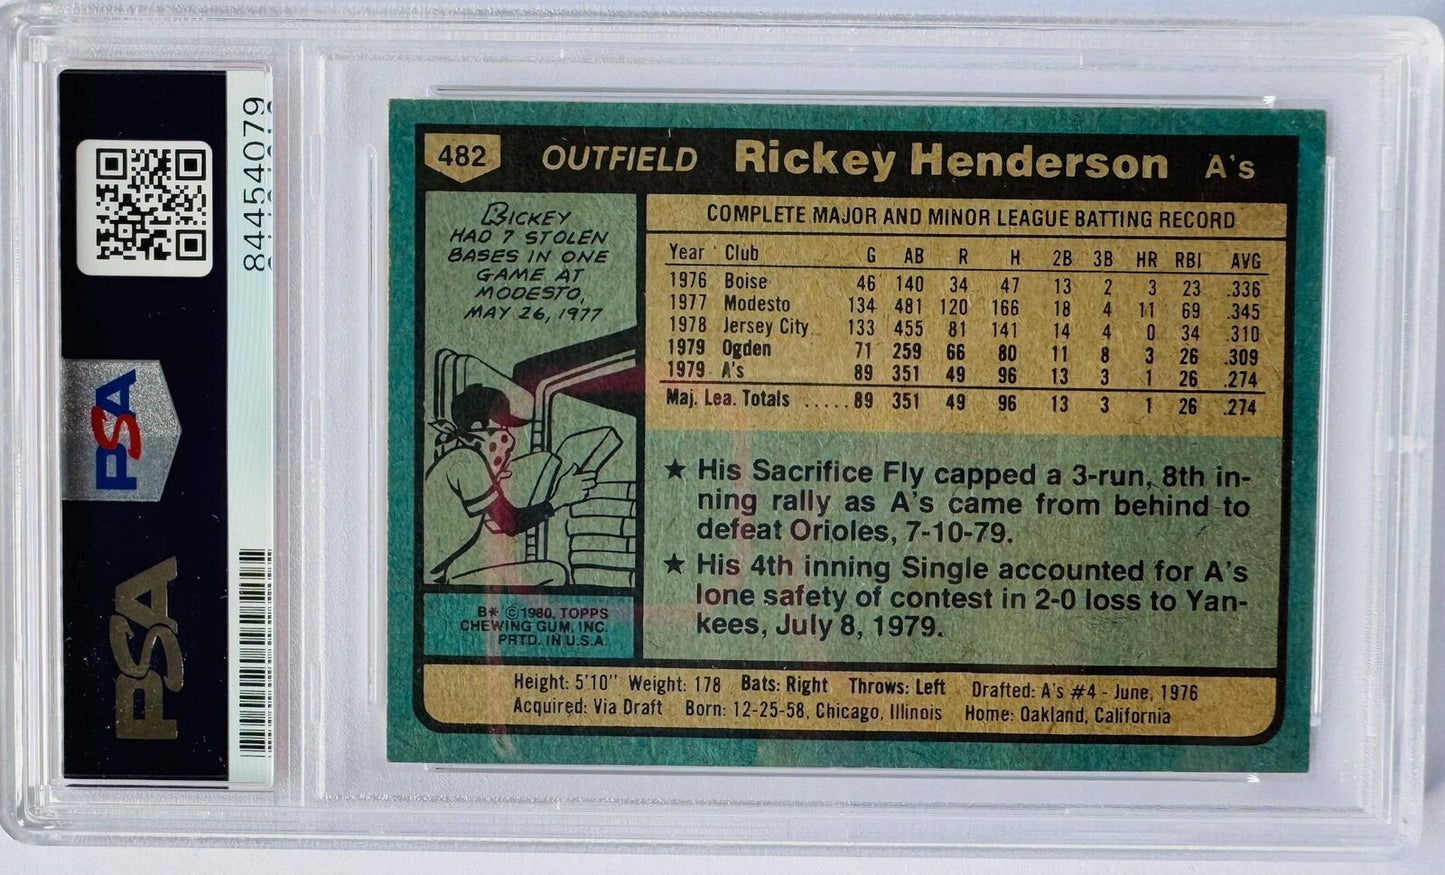 482 OUTFIELD Rickey Henderson A's
RICKEY
HAD 7 STOLEN
BASES IN ONE
GAME AT
MODESTO,
MAY 26, 1977
B* ©1980, TOPPS
CHEWING GUM, INC.
PRTD. IN U.S.A.
COMPLETE MAJOR AND MINOR LEAGUE BATTING RECORD
Year Club G AB R H 2B 3B HR RBI AVG
1976 Boise 46 140 34 47 13 2 3 23 .336
1977 Modesto 134 481 120 166 18 4 11 69 .345
1978 Jersey City 133 455 81 141 14 4 0 34 .310
1979 Ogden 71 259 66 80 11 8 3 26 .309
1979 A's 89 351 49 96 13 3 1 26 .274
Maj. Lea. Totals .....89 351 49 96 13 3 1 26 .274
★ His Sacrifice Fly capped a 3-run, 8th in-
ning rally as A's came from behind to
defeat Orioles, 7-10-79.
★ His 4th inning Single accounted for A's
lone safety of contest in 2-0 loss to Yan-
kees, July 8, 1979.
Height: 5'10" Weight: 178 Bats: Right Throws: Left Drafted: A's #4 - June, 1976
Acquired: Via Draft Born: 12-25-58, Chicago, Illinois Home: Oakland, California
PSA
PSA
84454079